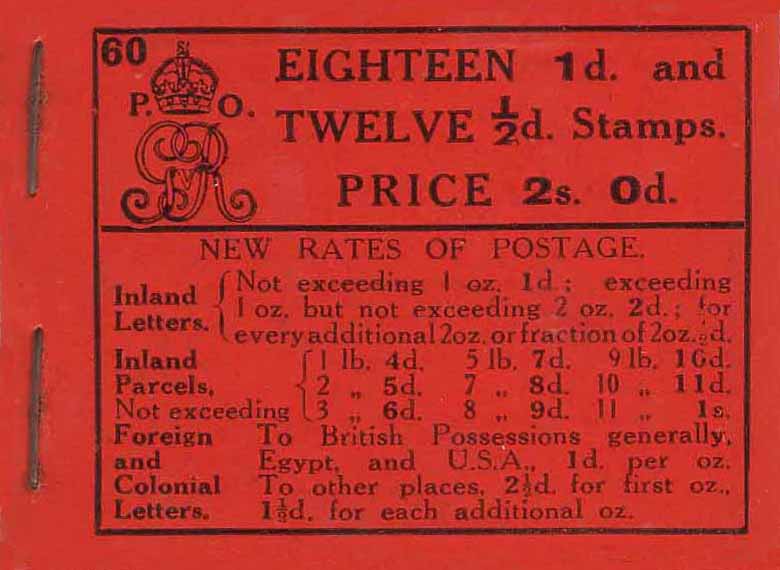 60
P. O.
GvR
EIGHTEEN 1d. and
TWELVE ½d. Stamps.
PRICE 2s. 0d.
NEW RATES OF POSTAGE.
Inland Letters. { Not exceeding 1 oz. 1d.; exceeding
1 oz. but not exceeding 2 oz. 2d.; for
every additional 2oz. or fraction of 2oz. ½d.
Inland Parcels, Not exceeding { 1 lb. 4d. 5 lb. 7d. 9 lb. 10d.
2 „ 5d. 7 „ 8d. 10 „ 11d.
3 „ 6d. 8 „ 9d. 11 „ 1s.
Foreign and Colonial Letters. To British Possessions generally,
Egypt, and U.S.A., 1d. per oz.
To other places, 2½d. for first oz.,
1½d. for each additional oz.